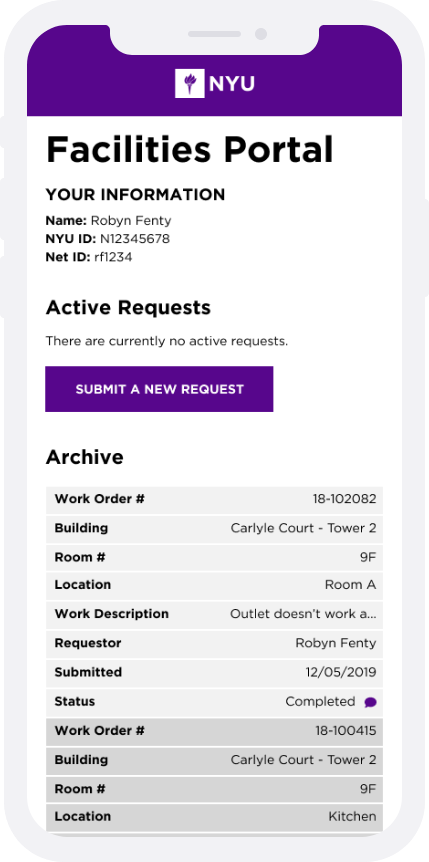 NYU
Facilities Portal
YOUR INFORMATION
Name: Robyn Fenty
NYU ID: N12345678
Net ID: rf1234
Active Requests
There are currently no active requests.
SUBMIT A NEW REQUEST
Archive
Work Order # 18-102082
Building Carlyle Court - Tower 2
Room # 9F
Location Room A
Work Description Outlet doesn’t work a...
Requestor Robyn Fenty
Submitted 12/05/2019
Status Completed
Work Order # 18-100415
Building Carlyle Court - Tower 2
Room # 9F
Location Kitchen